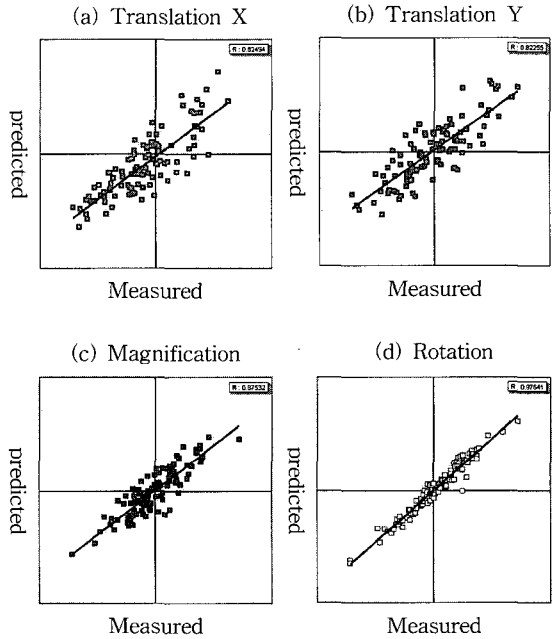 (a) Translation X
R : 0.82494
predicted
Measured
(b) Translation Y
R : 0.82255
predicted
Measured
(c) Magnification
R : 0.87532
predicted
Measured
(d) Rotation
R : 0.97641
predicted
Measured